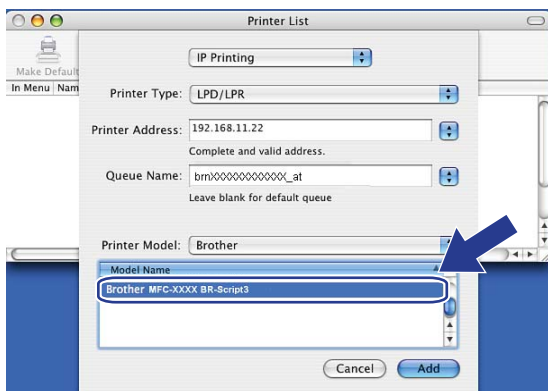 Printer List
IP Printing
Make Default
In Menu Nam
Printer Type: LPD/LPR
Printer Address: 192.168.11.22
Complete and valid address.
Queue Name: brnXXXXXXXXXXXX_at
Leave blank for default queue
Printer Model: Brother
Model Name
Brother MFC-XXXX BR-Script3
Cancel Add